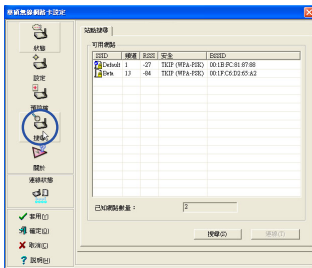 華碩無線網路卡設定
狀態
設定
預設檔
搜尋
關於
連線狀態
套用(Y)
確定(O)
取消(C)
說明(H)
站點搜尋
可用網路
SSID 頻道 RSSI 安全 BSSID
Default 1 -27 TKIP (WPA-PSK) 00:1B:FC:81:87:88
Beta 13 -84 TKIP (WPA-PSK) 00:1F:C6:D2:65:A2
已知網路數量： 2
搜尋(S) 連線(T)